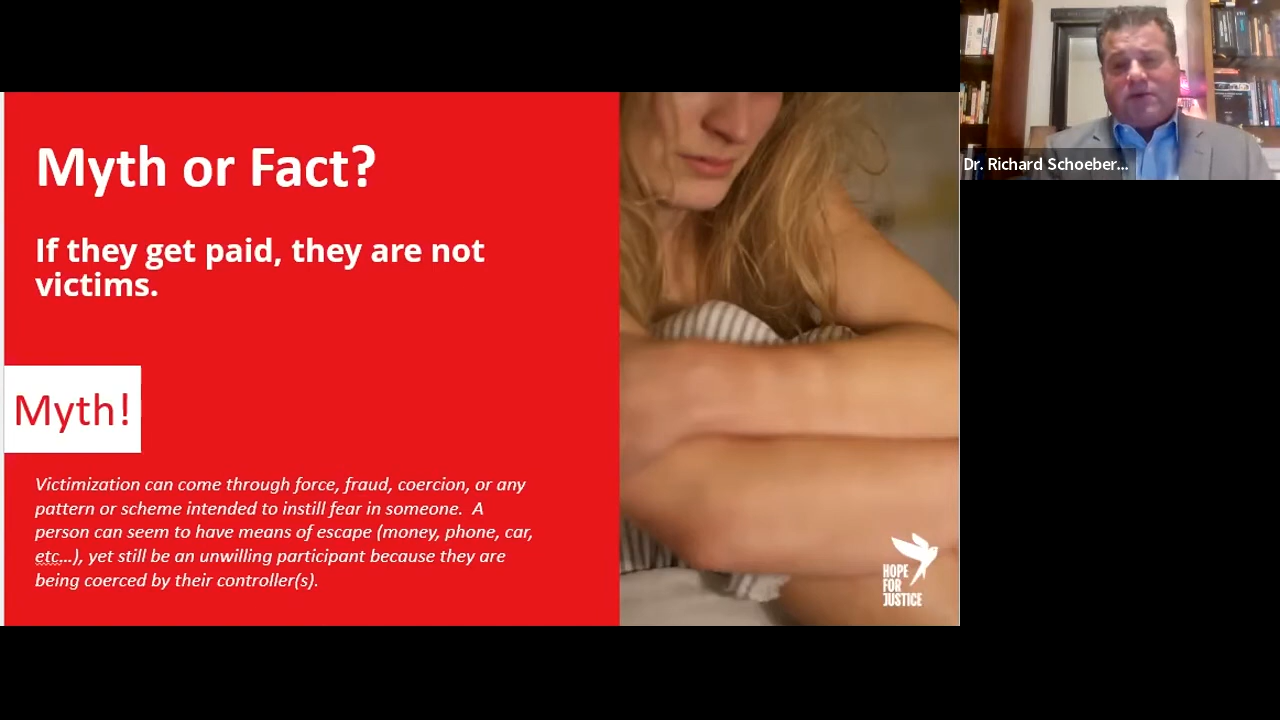 Myth or Fact?
If they get paid, they are not
victims.
Myth!
Victimization can come through force, fraud, coercion, or any
pattern or scheme intended to instill fear in someone.  A
person can seem to have means of escape (money, phone, car,
etc...), yet still be an unwilling participant because they are
being coerced by their controller(s).
HOPE
FOR
JUSTICE
Dr. Richard Schoeber...